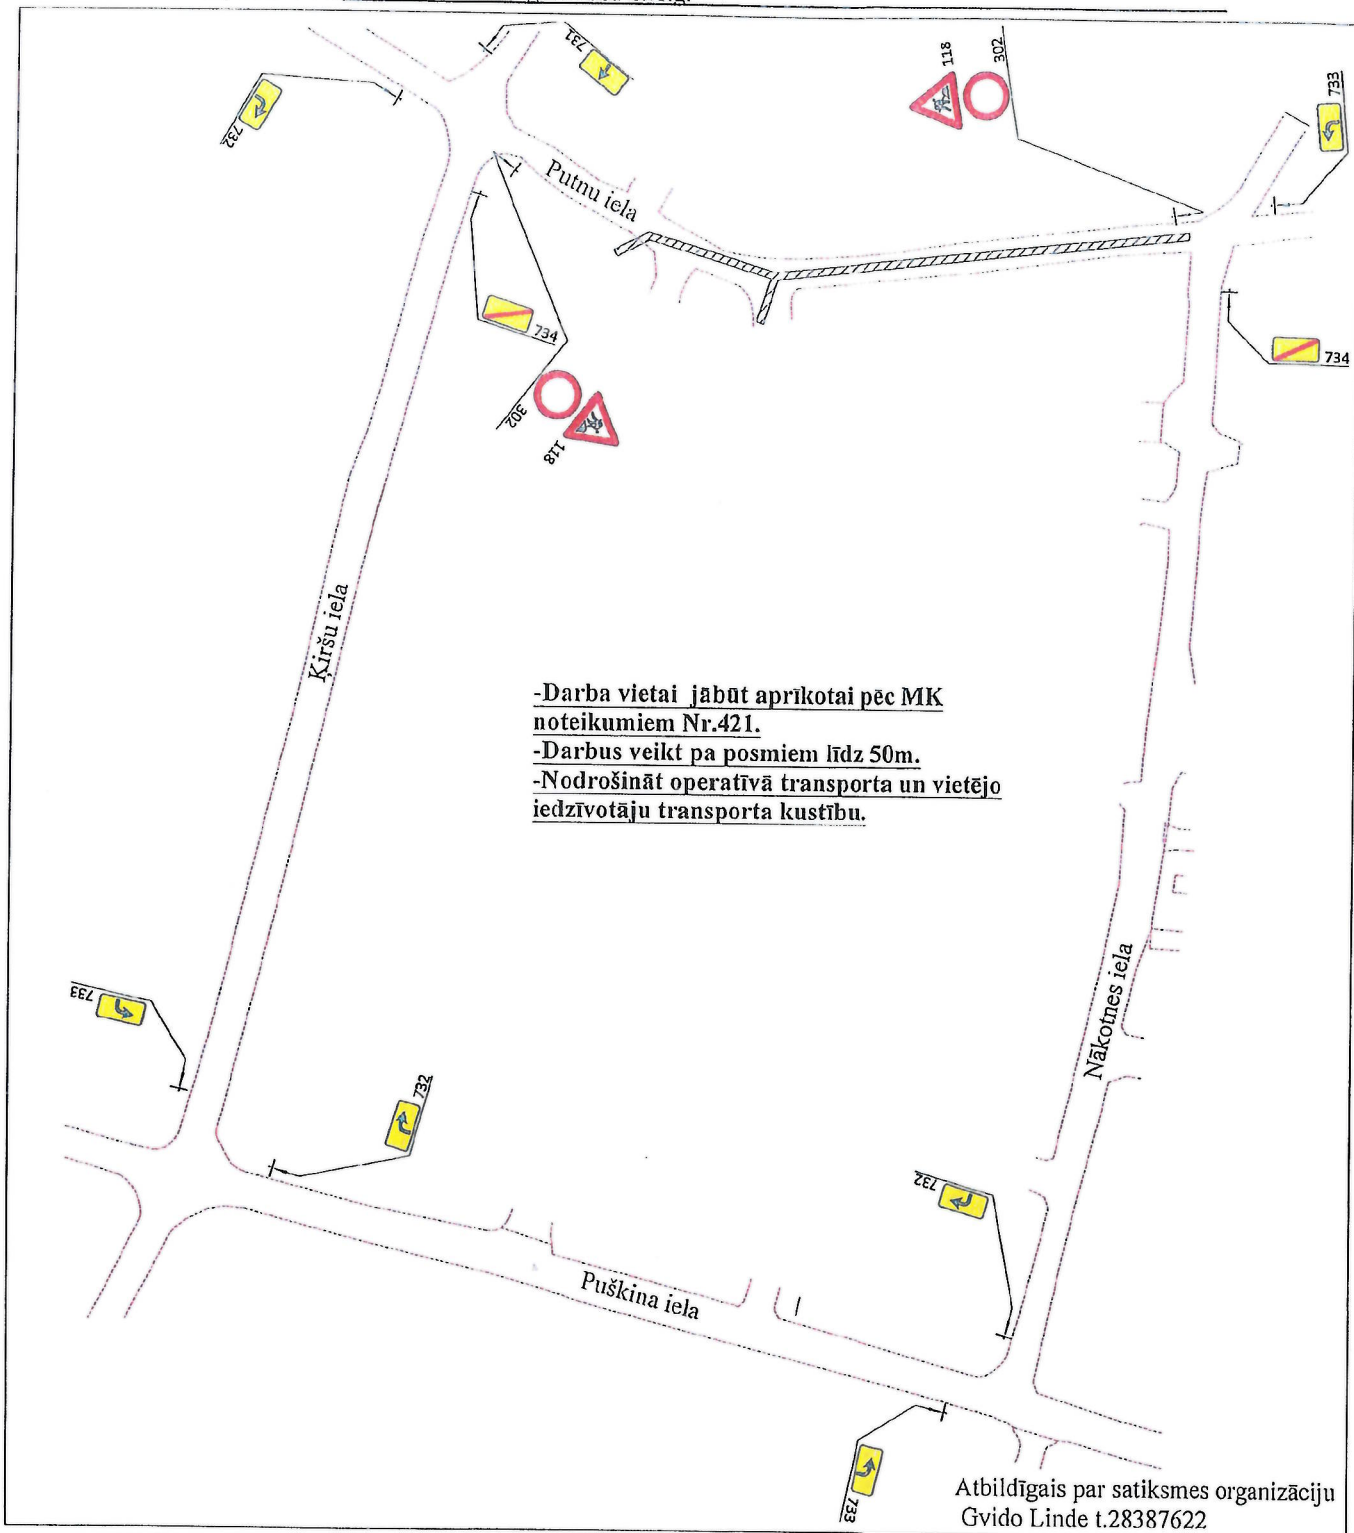 731
732
118
302
733
Putnu iela
734
734
302
118
Ķiršu iela
-Darba vietai jābūt aprīkotai pēc MK
noteikumiem Nr.421.
-Darbus veikt pa posmiem līdz 50m.
-Nodrošināt operatīvā transporta un vietējo
iedzīvotāju transporta kustību.
Nākotnes iela
733
732
732
Puškina iela
733
Atbildīgais par satiksmes organizāciju
Gvido Linde t.28387622